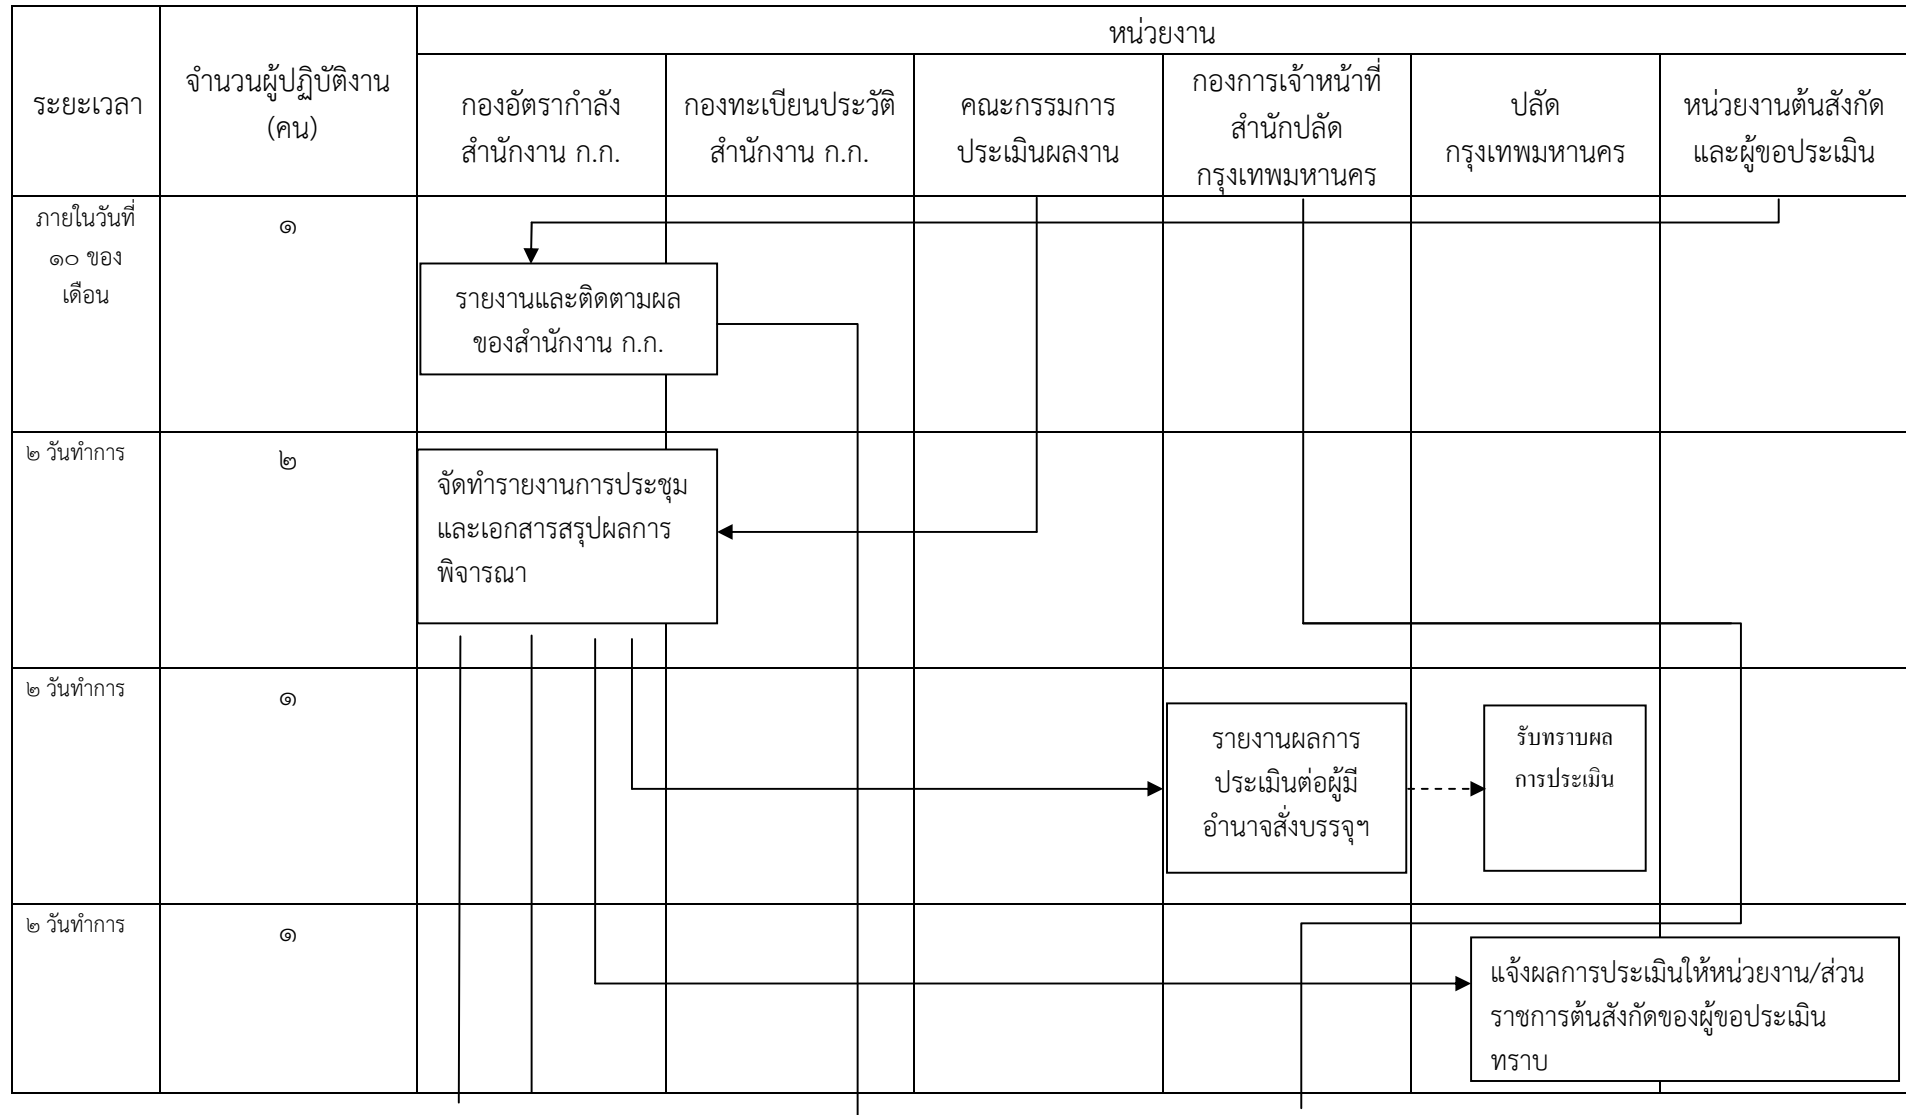 หน่วยงาน
ระยะเวลา
จำนวนผู้ปฏิบัติงาน
(คน)
กองอัตรากำลัง
สำนักงาน ก.ก.
กองทะเบียนประวัติ
สำนักงาน ก.ก.
คณะกรรมการ
ประเมินผลงาน
กองการเจ้าหน้าที่
สำนักปลัด
กรุงเทพมหานคร
ปลัด
กรุงเทพมหานคร
หน่วยงานต้นสังกัด
และผู้ขอประเมิน
ภายในวันที่
๑๐ ของ
เดือน
๑
รายงานและติดตามผล
ของสำนักงาน ก.ก.
๒ วันทำการ
๒
จัดทำรายงานการประชุม
และเอกสารสรุปผลการ
พิจารณา
๒ วันทำการ
๑
รายงานผลการ
ประเมินต่อผู้มี
อำนาจสั่งบรรจุฯ
รับทราบผล
การประเมิน
๒ วันทำการ
๑
แจ้งผลการประเมินให้หน่วยงาน/ส่วน
ราชการต้นสังกัดของผู้ขอประเมิน
ทราบ